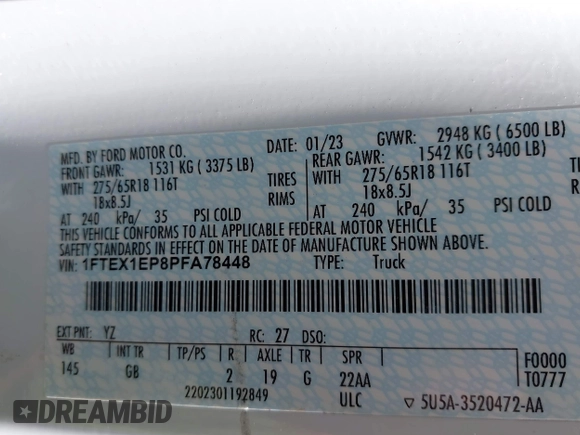 MFD. BY FORD MOTOR CO.
DATE: 01/23 GVWR: 2948 KG ( 6500 LB)
FRONT GAWR: 1531 KG ( 3375 LB)
REAR GAWR: 1542 KG ( 3400 LB)
WITH 275/65R18 116T TIRES
WITH 275/65R18 116T
18x8.5J RIMS
18x8.5J
AT 240 kPa/ 35 PSI COLD
AT 240 kPa/ 35 PSI COLD
THIS VEHICLE CONFORMS TO ALL APPLICABLE FEDERAL MOTOR VEHICLE
SAFETY STANDARDS IN EFFECT ON THE DATE OF MANUFACTURE SHOWN ABOVE.
VIN: 1FTEX1EP8PFA78448 TYPE: Truck
EXT PNT: YZ RC: 27 DSO: F0000
WB INT TR TP/PS R AXLE TR SPR T0777
145 GB 2 19 G 22AA
2202301192849 ULC ▽ 5U5A-3520472-AA
AMERICAN
AUTOBIDMASTER